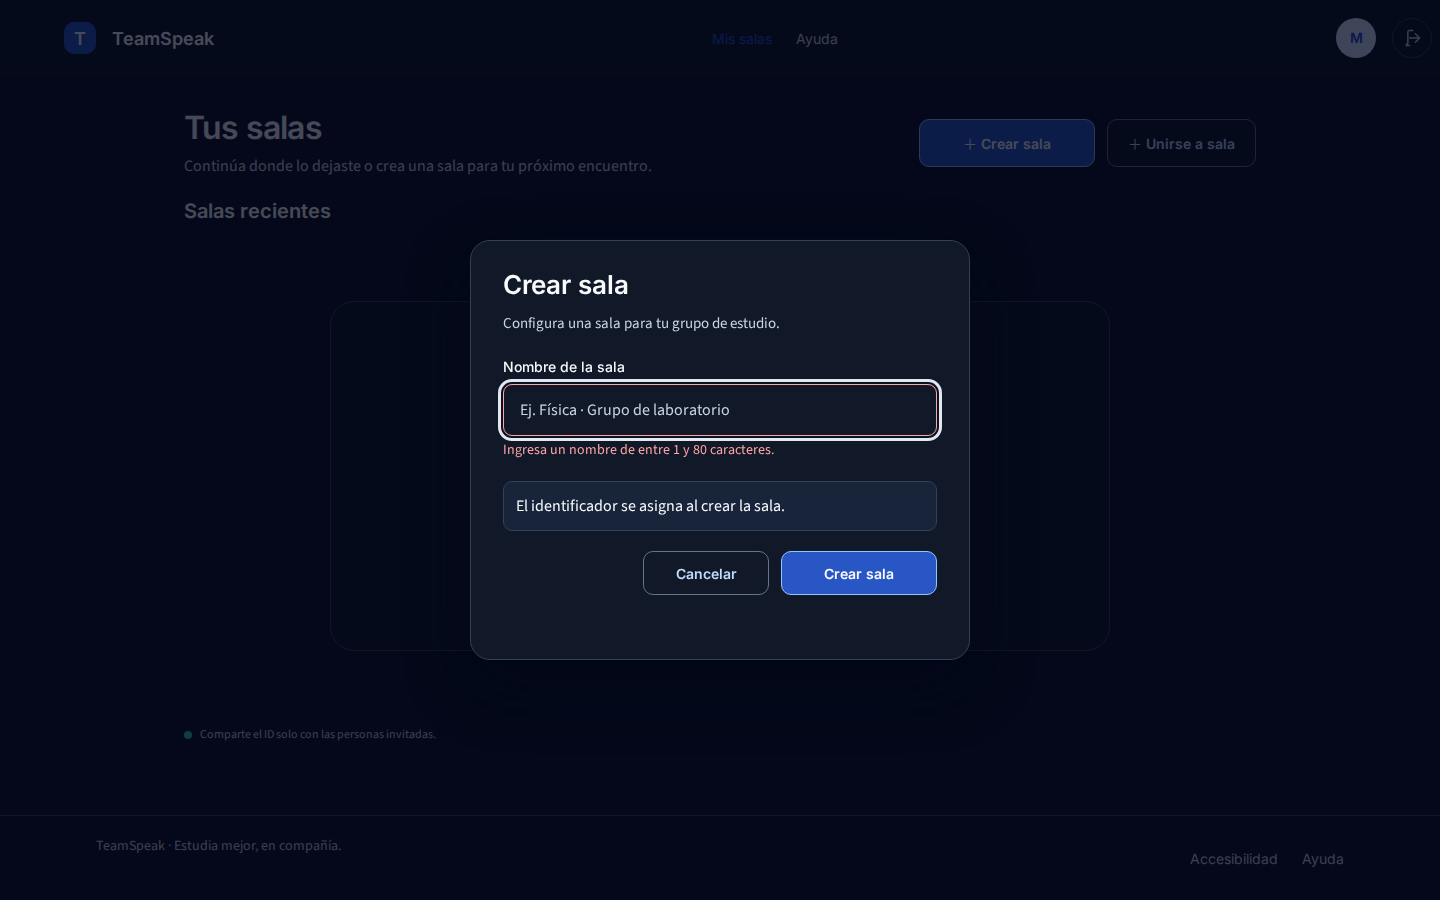 T TeamSpeak
Mis salas Ayuda
M
Tus salas
Continúa donde lo dejaste o crea una sala para tu próximo encuentro.
+ Crear sala
+ Unirse a sala
Salas recientes
Crear sala
Configura una sala para tu grupo de estudio.
Nombre de la sala
Ej. Física · Grupo de laboratorio
Ingresa un nombre de entre 1 y 80 caracteres.
El identificador se asigna al crear la sala.
Cancelar
Crear sala
Comparte el ID solo con las personas invitadas.
TeamSpeak · Estudia mejor, en compañía.
Accesibilidad Ayuda